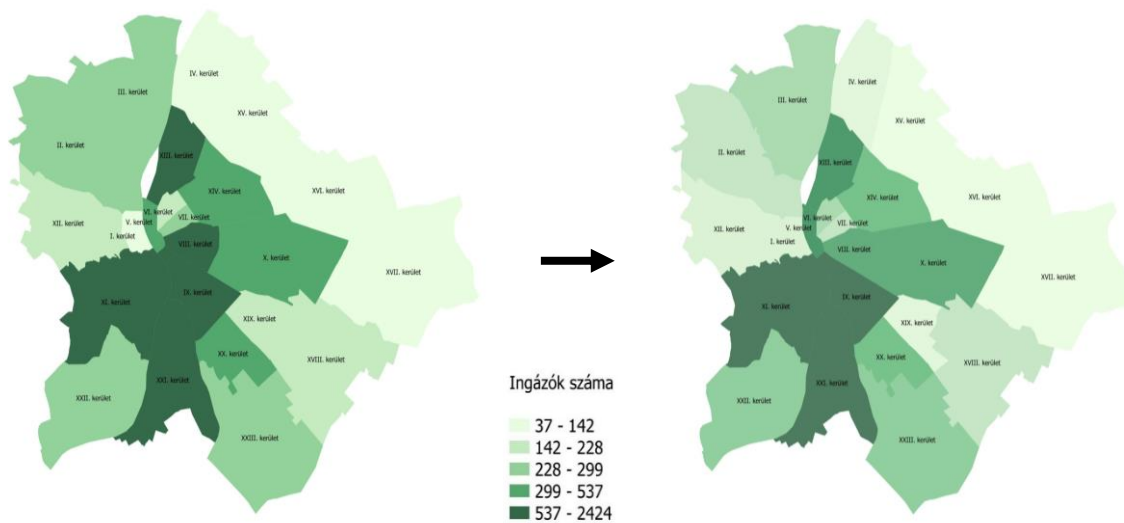 IV. kerület
III. kerület
XV. kerület
II. kerület
XIII. kerület
XIV. kerület
XVI. kerület
VI. kerület
V. kerület
VII. kerület
XII. kerület
I. kerület
VIII. kerület
X. kerület
XVII. kerület
XI. kerület
IX. kerület
XIX. kerület
XX. kerület
XVIII. kerület
XXI. kerület
XXII. kerület
XXIII. kerület
Ingázók száma
37 - 142
142 - 228
228 - 299
299 - 537
537 - 2424
IV. kerület
III. kerület
XV. kerület
II. kerület
XIII. kerület
XIV. kerület
XVI. kerület
VI. kerület
VII. kerület
V. kerület
XII. kerület
I. kerület
VIII. kerület
X. kerület
XVII. kerület
XI. kerület
IX. kerület
XIX. kerület
XX. kerület
XVIII. kerület
XXI. kerület
XXII. kerület
XXIII. kerület